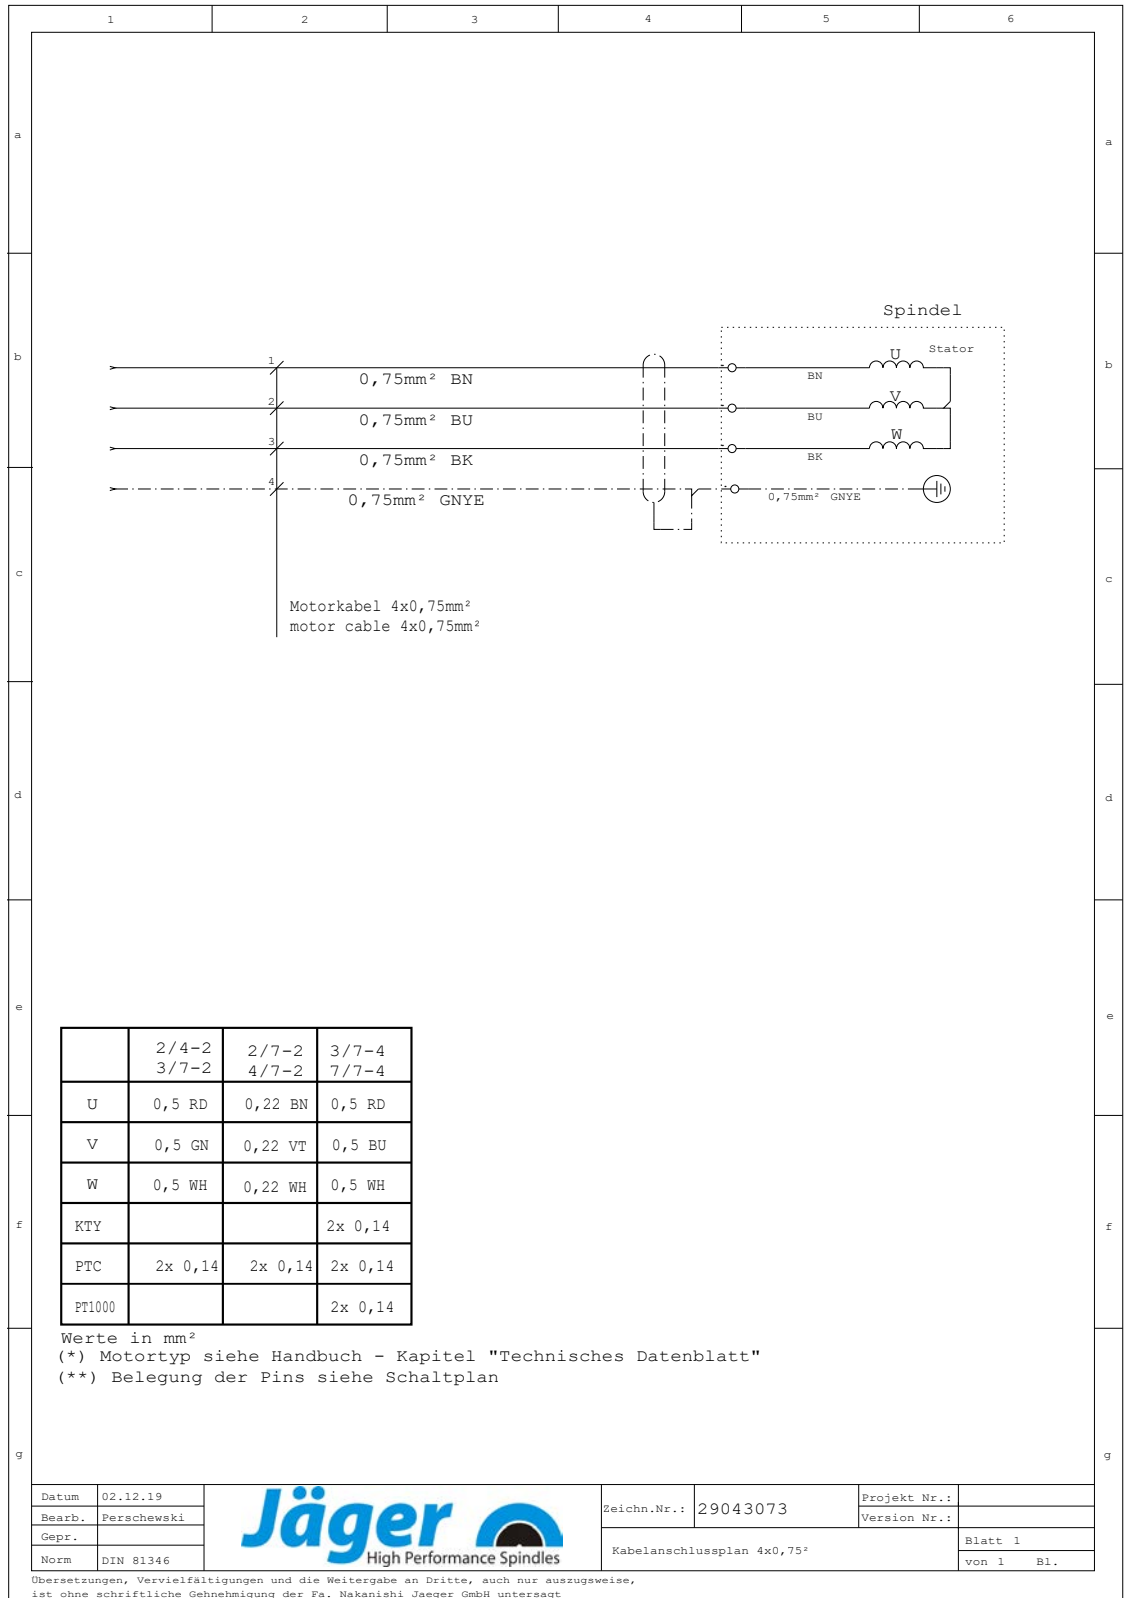 1 2 3 4 5 6
a a
Spindel
b b
1 U Stator
0,75mm² BN BN
2 V
0,75mm² BU BU
3 W
0,75mm² BK BK
4
0,75mm² GNYE 0,75mm² GNYE
c c
Motorkabel 4x0,75mm²
motor cable 4x0,75mm²
d d
e e
2/4-2 2/7-2 3/7-4
3/7-2 4/7-2 7/7-4
U 0,5 RD 0,22 BN 0,5 RD
V 0,5 GN 0,22 VT 0,5 BU
W 0,5 WH 0,22 WH 0,5 WH
f f
KTY 2x 0,14
PTC 2x 0,14 2x 0,14 2x 0,14
PT1000 2x 0,14
Werte in mm²
(*) Motortyp siehe Handbuch - Kapitel "Technisches Datenblatt"
(**) Belegung der Pins siehe Schaltplan
g g
Datum 02.12.19
Bearb. Perschewski
Gepr.
Norm DIN 81346
Jäger
High Performance Spindles
Zeichn.Nr.: 29043073
Kabelanschlussplan 4x0,75²
Projekt Nr.:
Version Nr.:
Blatt 1
von 1 Bl.
Übersetzungen, Vervielfältigungen und die Weitergabe an Dritte, auch nur auszugsweise,
ist ohne schriftliche Gehnehmigung der Fa. Nakanishi Jaeger GmbH untersagt